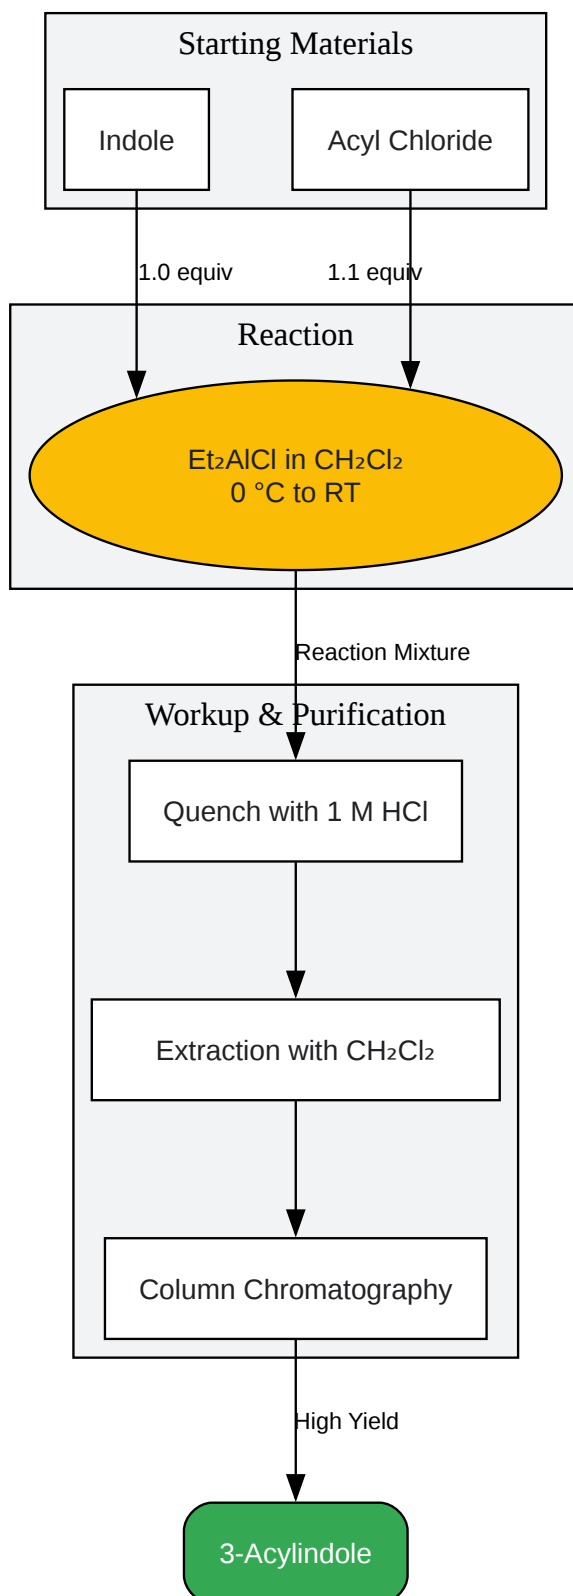 Starting Materials
Indole
Acyl Chloride
1.0 equiv
1.1 equiv
Reaction
Et₂AlCl in CH₂Cl₂
0 °C to RT
Reaction Mixture
Workup & Purification
Quench with 1 M HCl
Extraction with CH₂Cl₂
Column Chromatography
High Yield
3-Acylindole